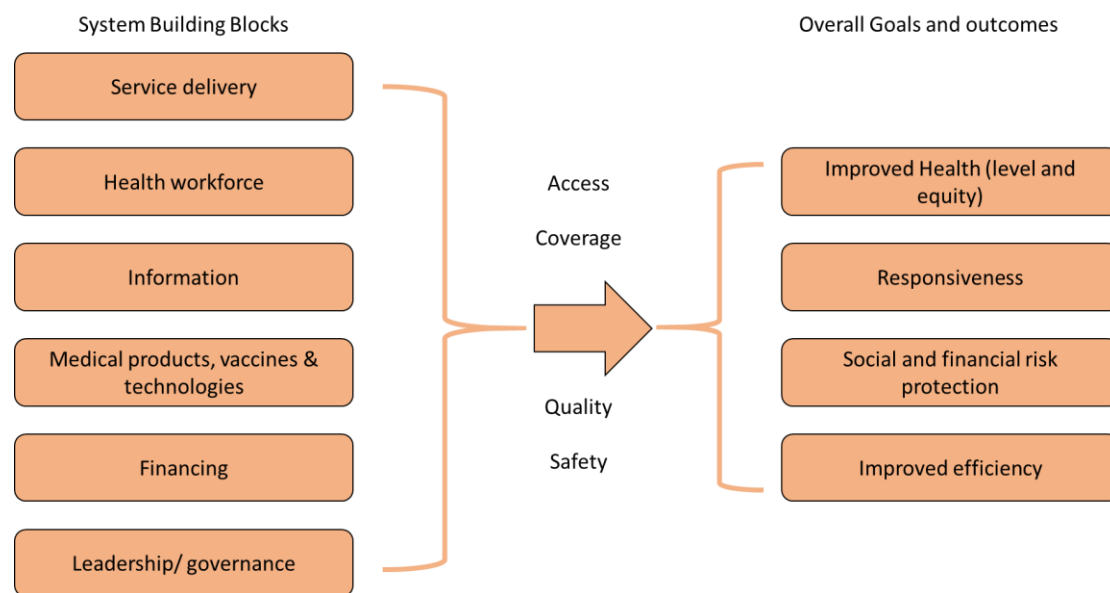 System Building Blocks
Service delivery
Health workforce
Information
Medical products, vaccines &
technologies
Financing
Leadership/ governance
Access
Coverage
Quality
Safety
Overall Goals and outcomes
Improved Health (level and
equity)
Responsiveness
Social and financial risk
protection
Improved efficiency